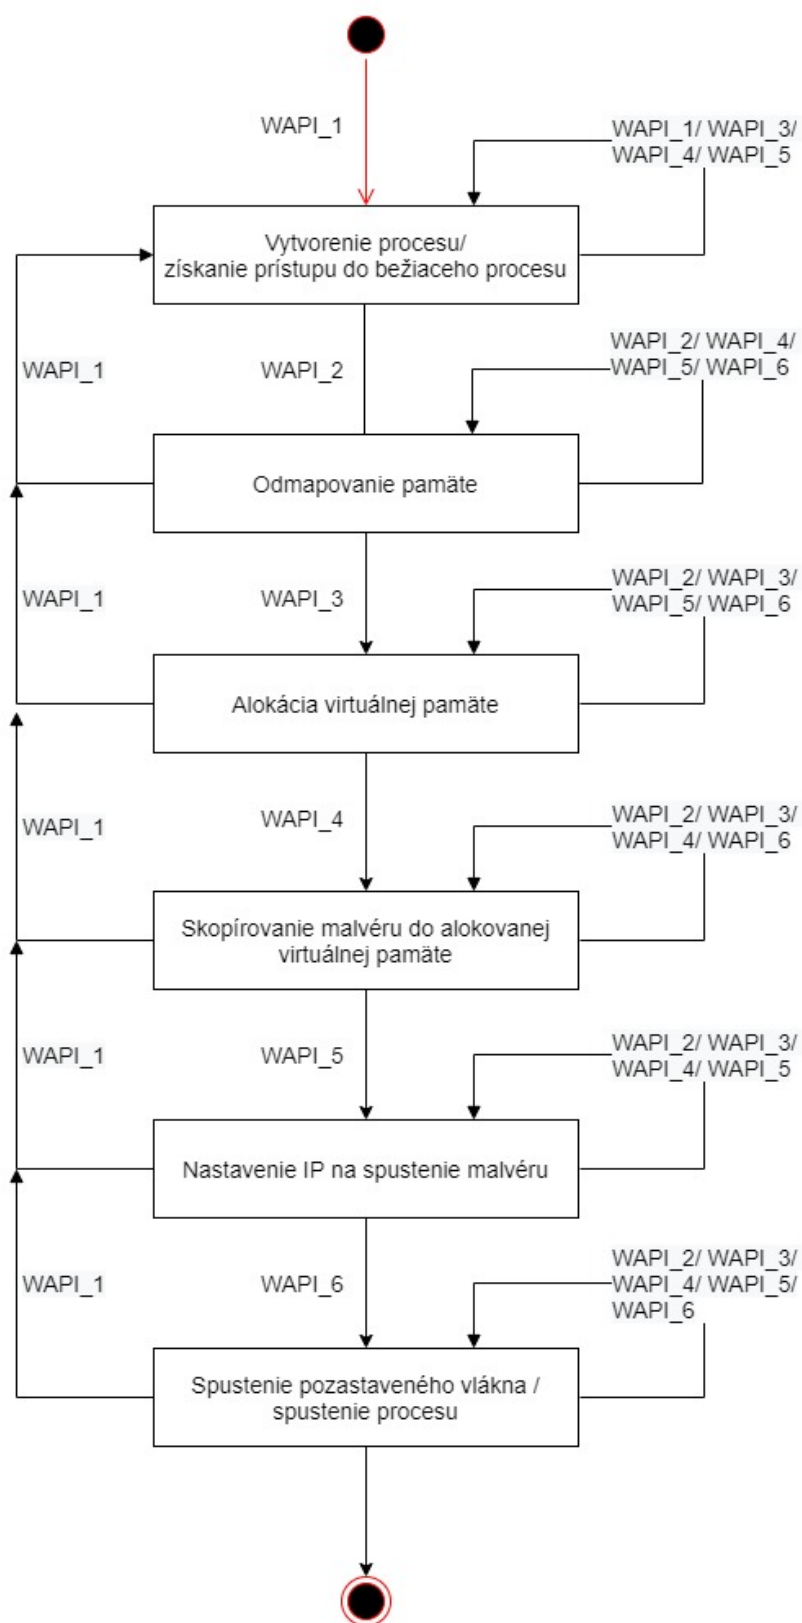 WAPI_1
WAPI_1/ WAPI_3/
WAPI_4/ WAPI_5
Vytvorenie procesu/
získanie prístupu do bežiaceho procesu
WAPI_1
WAPI_2
WAPI_2/ WAPI_4/
WAPI_5/ WAPI_6
Odmapovanie pamäte
WAPI_1
WAPI_3
WAPI_2/ WAPI_3/
WAPI_5/ WAPI_6
Alokácia virtuálnej pamäte
WAPI_1
WAPI_4
WAPI_2/ WAPI_3/
WAPI_4/ WAPI_6
Skopírovanie malvéru do alokovanej
virtuálnej pamäte
WAPI_1
WAPI_5
WAPI_2/ WAPI_3/
WAPI_4/ WAPI_5
Nastavenie IP na spustenie malvéru
WAPI_1
WAPI_6
WAPI_2/ WAPI_3/
WAPI_4/ WAPI_5/
WAPI_6
Spustenie pozastaveného vlákna /
spustenie procesu